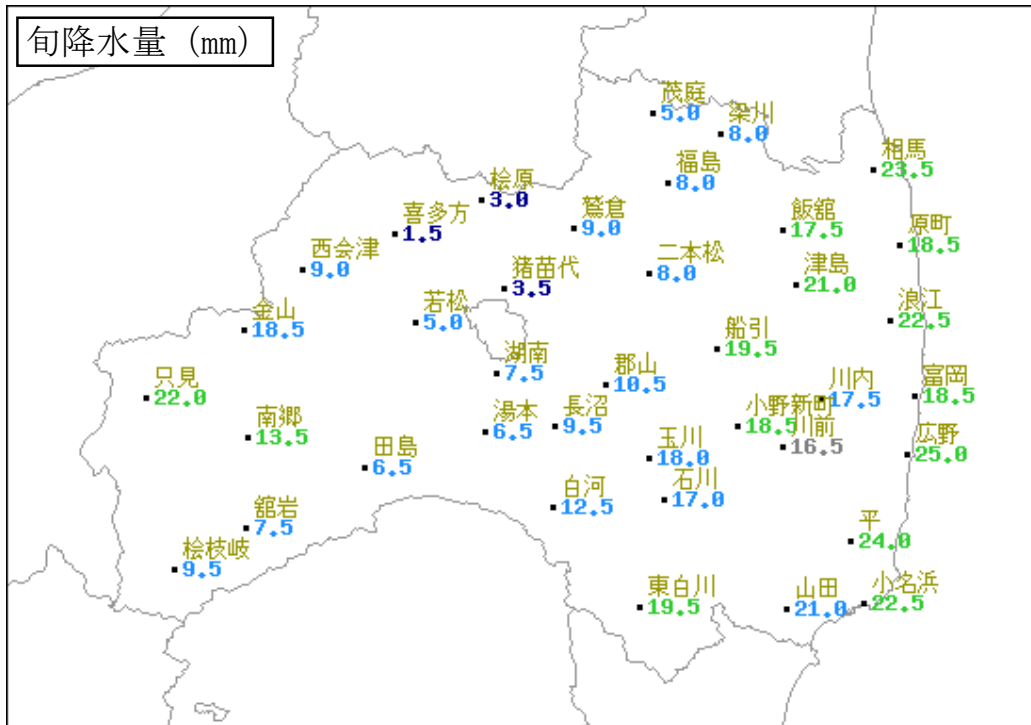 旬降水量 (mm)
茂庭
5.0
梁川
8.0
相馬
23.5
福島
8.0
桧原
3.0
鷲倉
9.0
飯舘
17.5
喜多方
1.5
原町
18.5
西会津
9.0
二本松
8.0
津島
21.0
猪苗代
3.5
金山
18.5
若松
5.0
浪江
22.5
船引
19.5
湖南
7.5
郡山
10.5
只見
22.0
川内
17.5
富岡
18.5
南郷
13.5
湯本
6.5
長沼
9.5
小野新町
18.5
川前
16.5
田島
6.5
玉川
18.0
広野
25.0
白河
12.5
石川
17.0
舘岩
7.5
平
24.0
桧枝岐
9.5
東白川
19.5
山田
21.0
小名浜
22.5